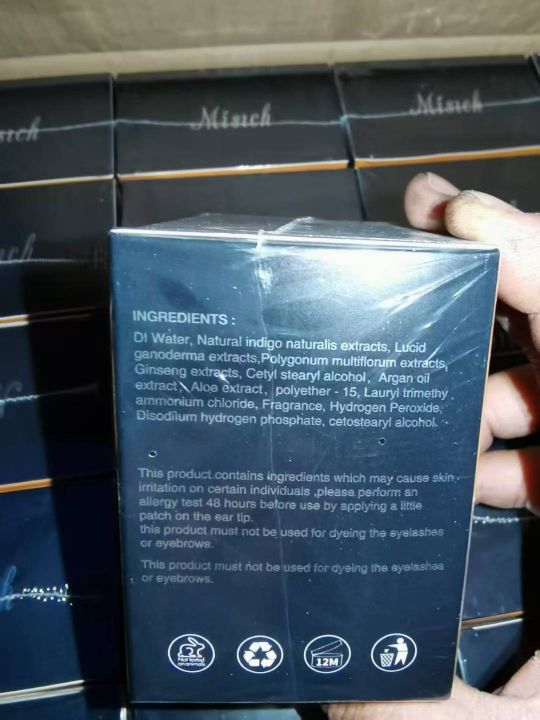 Misich
Misich
INGREDIENTS :
DI Water, Natural indigo naturalis extracts, Lucid
ganoderma extracts,Polygonum multiflorum extracts,
Ginseng extracts, Cetyl stearyl alcohol, Argan oil
extract, Aloe extract, polyether - 15, Lauryl trimethy
ammonium chloride, Fragrance, Hydrogen Peroxide,
Disodium hydrogen phosphate, cetostearyl alcohol.
This product contains ingredients which may cause skin
irritation on certain individuals ,please perform an
allergy test 48 hours before use by applying a little
patch on the ear tip.
this product must not be used for dyeing the eyelashes
or eyebrows.
This product must not be used for dyeing the eyelashes
or eyebrows.
Not tested
on animals
12M